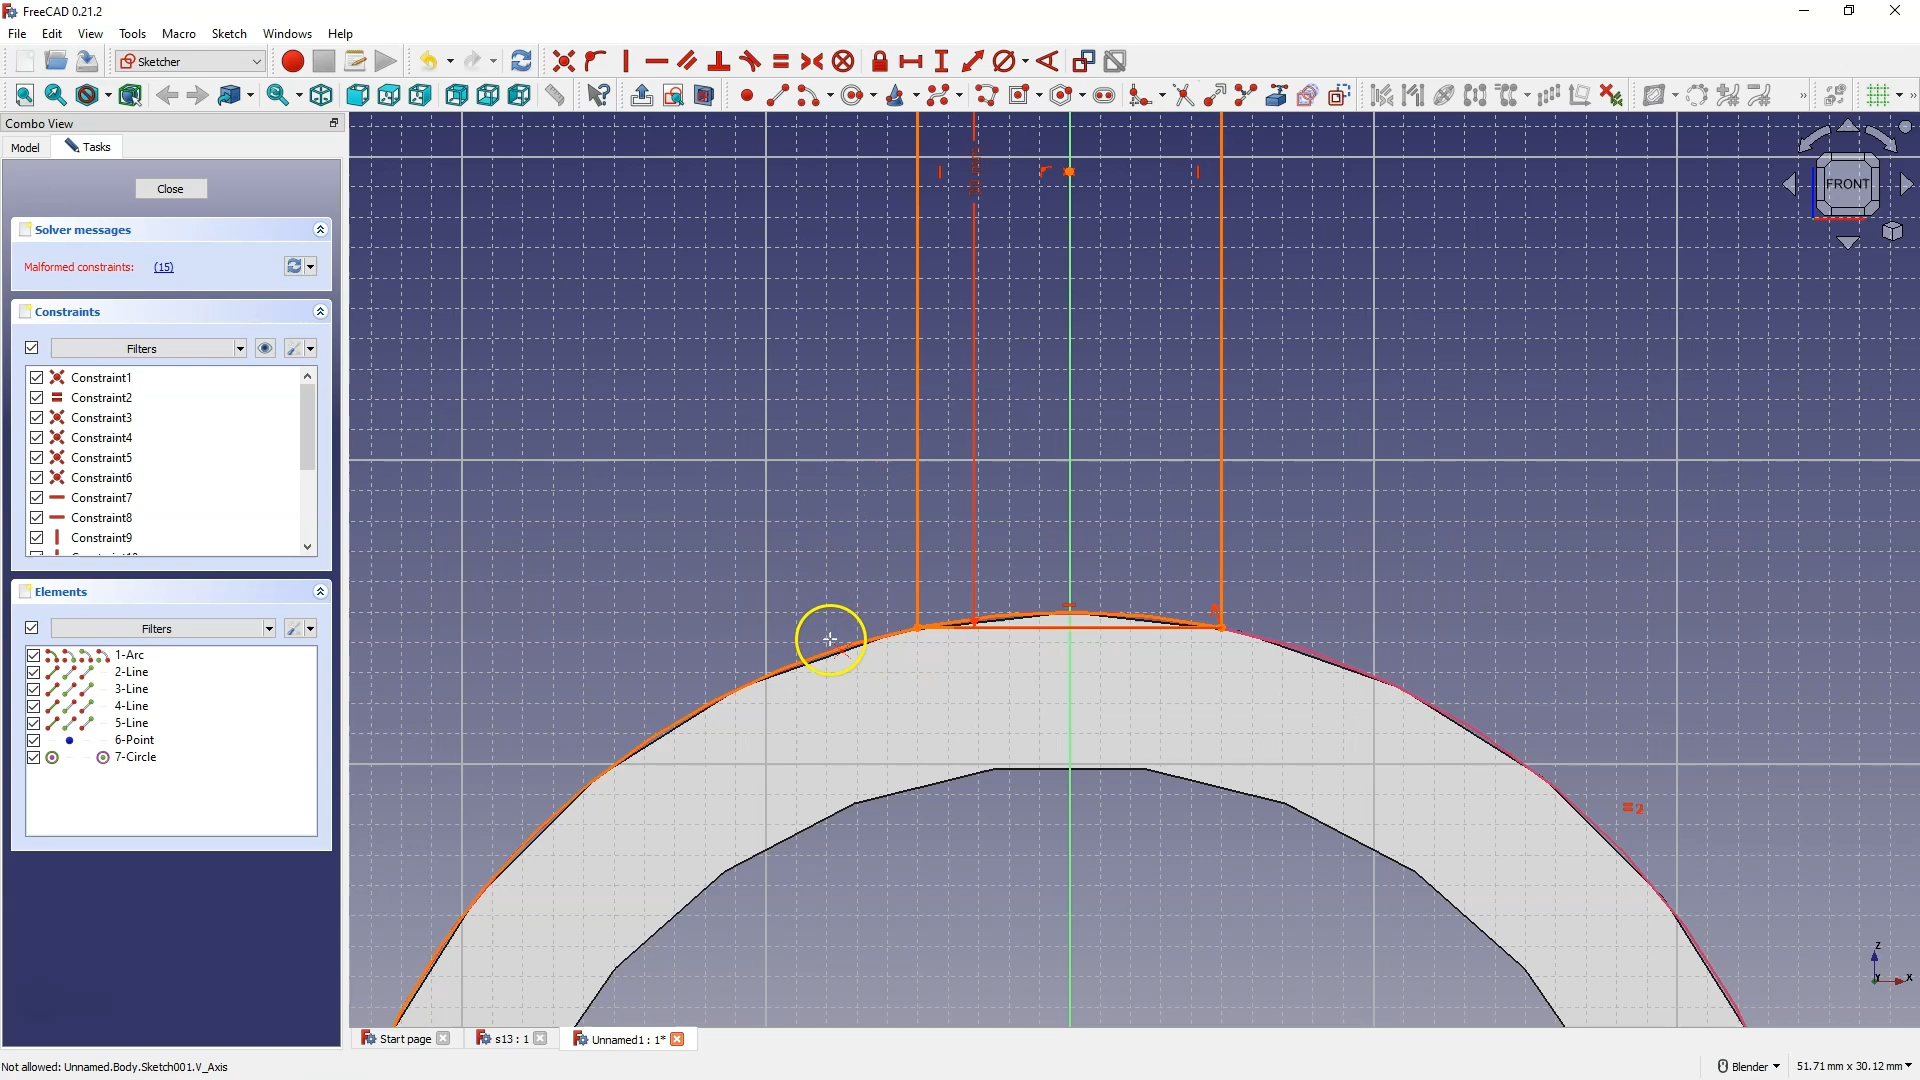 FreeCAD 0.21.2
File Edit View Tools Macro Sketch Windows Help
Sketcher
Combo View
Model Tasks
Close
Solver messages
Malformed constraints: (15)
Constraints
Filters
Constraint1
Constraint2
Constraint3
Constraint4
Constraint5
Constraint6
Constraint7
Constraint8
Constraint9
Elements
Filters
1-Arc
2-Line
3-Line
4-Line
5-Line
6-Point
7-Circle
FRONT
2
Z
Y X
Start page s13 : 1 Unnamed1 : 1*
Not allowed: Unnamed.Body.Sketch001.V_Axis
Blender 51.71 mm x 30.12 mm